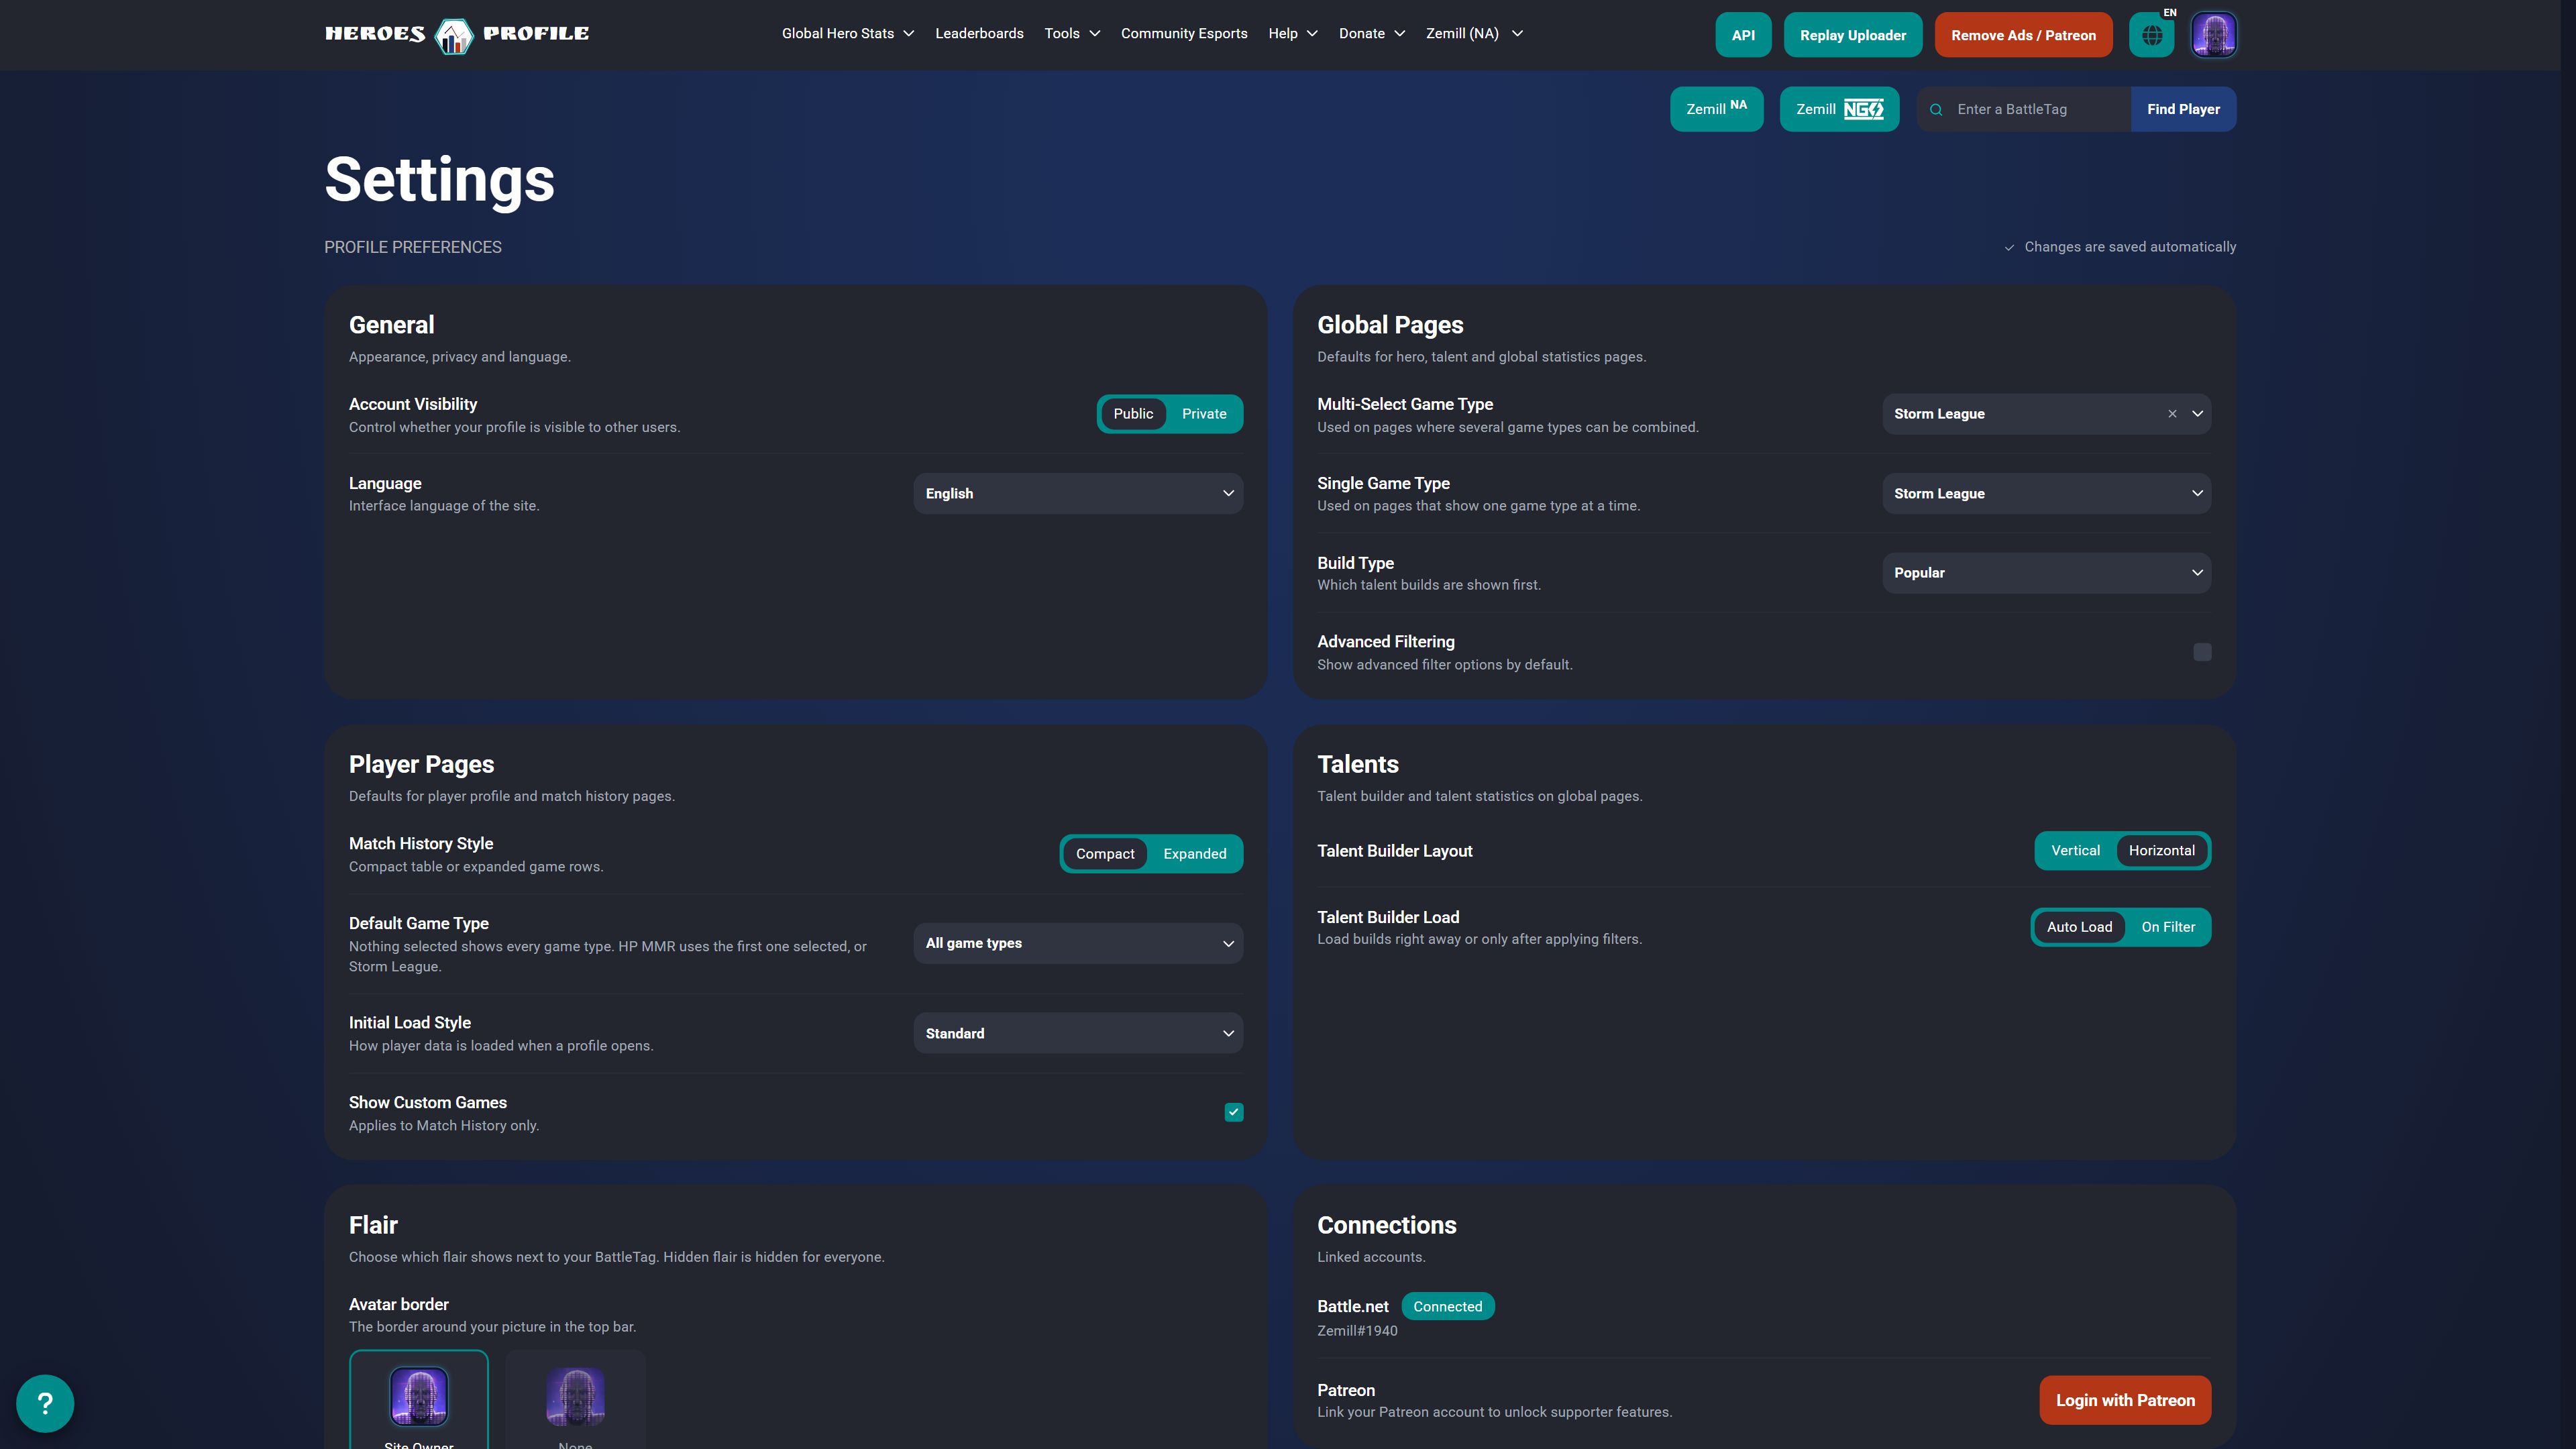 HEROES PROFILE
Global Hero Stats
Leaderboards
Tools
Community Esports
Help
Donate
Zemill (NA)
API
Replay Uploader
Remove Ads / Patreon
EN
Zemill NA
Zemill NGS
Enter a BattleTag
Find Player
Settings
PROFILE PREFERENCES
Changes are saved automatically
General
Appearance, privacy and language.
Account Visibility
Control whether your profile is visible to other users.
Public Private
Language
Interface language of the site.
English
Global Pages
Defaults for hero, talent and global statistics pages.
Multi-Select Game Type
Used on pages where several game types can be combined.
Storm League
Single Game Type
Used on pages that show one game type at a time.
Storm League
Build Type
Which talent builds are shown first.
Popular
Advanced Filtering
Show advanced filter options by default.
Player Pages
Defaults for player profile and match history pages.
Match History Style
Compact table or expanded game rows.
Compact Expanded
Default Game Type
Nothing selected shows every game type. HP MMR uses the first one selected, or
Storm League.
All game types
Initial Load Style
How player data is loaded when a profile opens.
Standard
Show Custom Games
Applies to Match History only.
Talents
Talent builder and talent statistics on global pages.
Talent Builder Layout
Vertical Horizontal
Talent Builder Load
Load builds right away or only after applying filters.
Auto Load On Filter
Flair
Choose which flair shows next to your BattleTag. Hidden flair is hidden for everyone.
Avatar border
The border around your picture in the top bar.
Site Owner
None
Connections
Linked accounts.
Battle.net Connected
Zemill#1940
Patreon
Link your Patreon account to unlock supporter features.
Login with Patreon
?